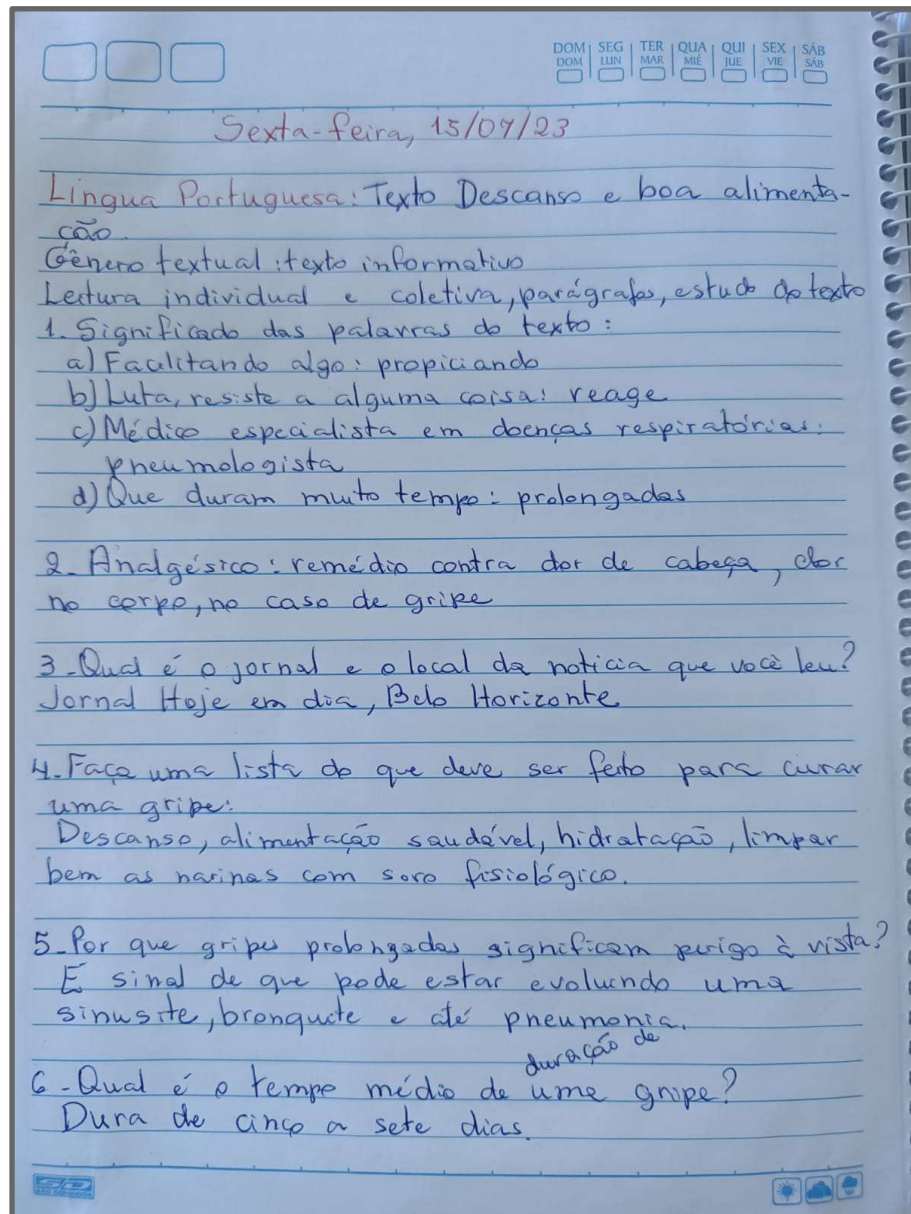 DOM SEG TER QUA QUI SEX SÁB
DOM LUN MAR MIÉ JUE VIE SÁB
Sexta-feira, 15/09/23
Língua Portuguesa: Texto Descanso e boa alimenta-
ção.
Gênero textual: texto informativo
Leitura individual e coletiva, parágrafos, estudo do texto
1. Significado das palavras do texto:
a) Facilitando algo: propiciando
b) Luta, resiste a alguma coisa: reage
c) Médico especialista em doenças respiratórias:
pneumologista
d) Que duram muito tempo: prolongadas
2- Analgésico: remédio contra dor de cabeça, dor
no corpo, no caso de gripe
3-Qual é o jornal e o local da notícia que você leu?
Jornal Hoje em dia, Belo Horizonte
4-Faça uma lista do que deve ser feito para curar
uma gripe:
Descanso, alimentação saudável, hidratação, limpar
bem as narinas com soro fisiológico.
5-Por que gripes prolongadas significam perigo à vista?
É sinal de que pode estar evoluindo uma
sinusite, bronquite e até pneumonia.
duração de
6-Qual é o tempo médio de uma gripe?
Dura de cinco a sete dias.
SD